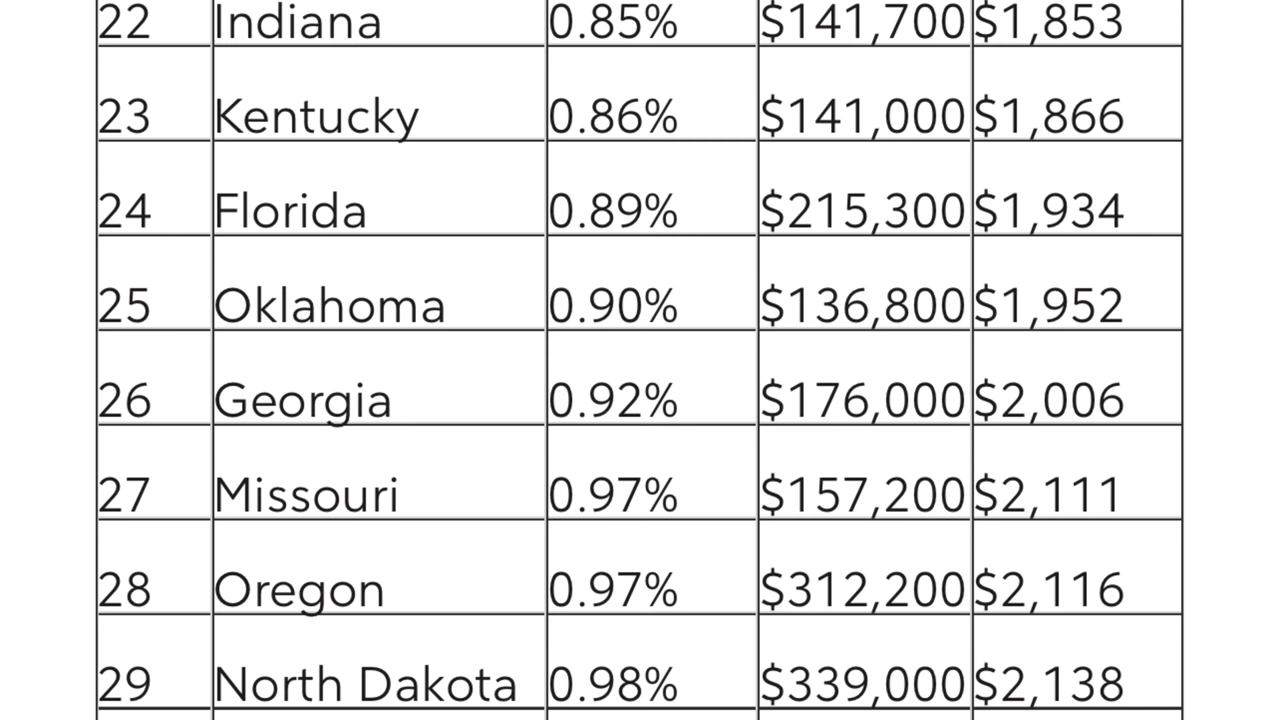 22 Indiana 0.85% $141,700 $1,853
23 Kentucky 0.86% $141,000 $1,866
24 Florida 0.89% $215,300 $1,934
25 Oklahoma 0.90% $136,800 $1,952
26 Georgia 0.92% $176,000 $2,006
27 Missouri 0.97% $157,200 $2,111
28 Oregon 0.97% $312,200 $2,116
29 North Dakota 0.98% $339,000 $2,138